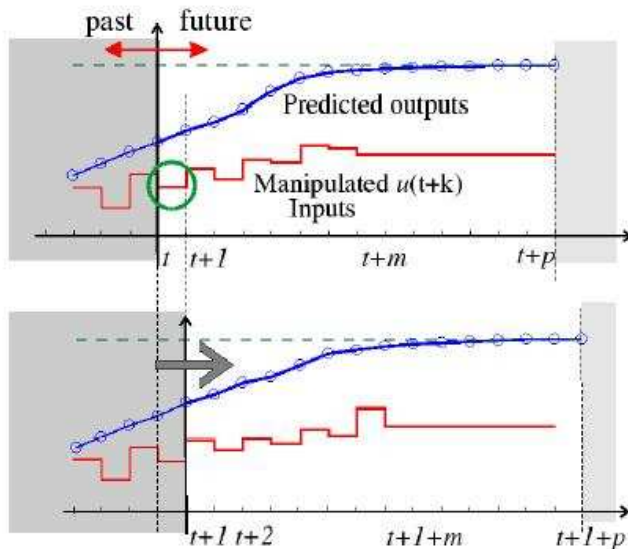 past future
Predicted outputs
Manipulated u(t+k)
Inputs
t t+1 t+m t+p
t+1 t+2 t+1+m t+1+p